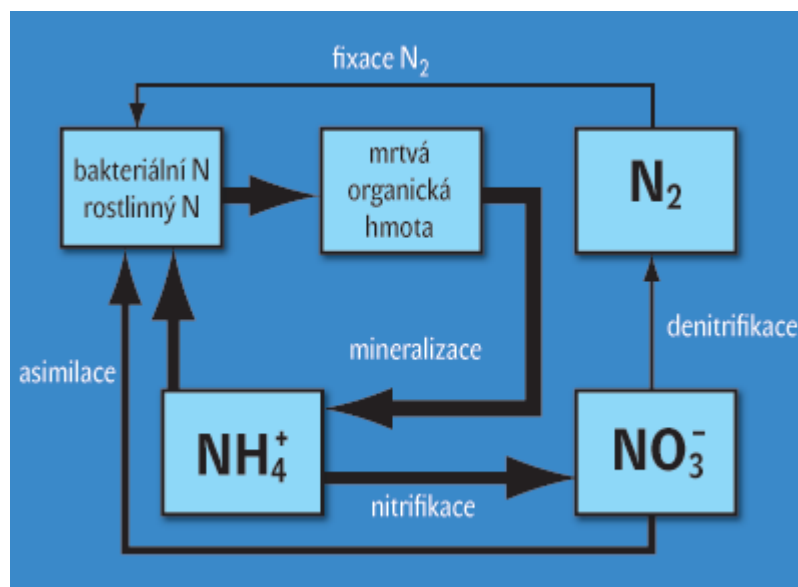 fixace N₂
bakteriální N
rostlinný N
mrtvá
organická
hmota
N₂
mineralizace
denitrifikace
asimilace
NH₄⁺
nitrifikace
NO₃⁻